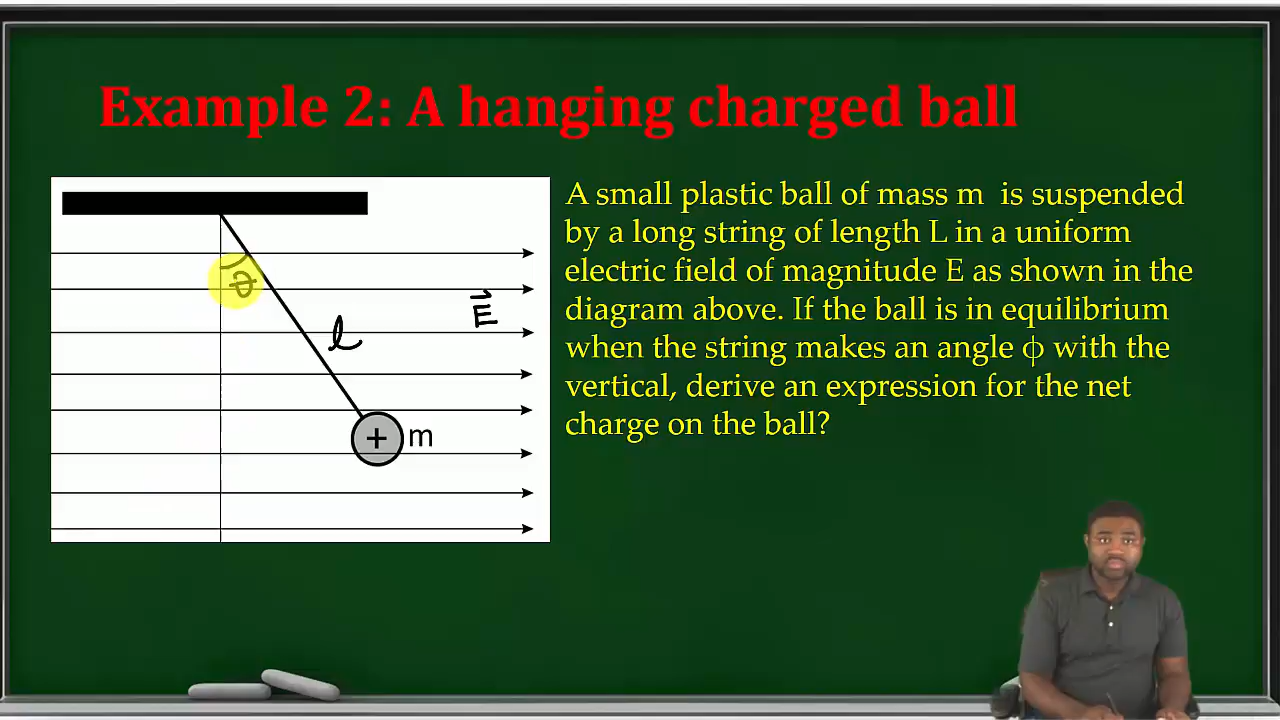 Example 2: A hanging charged ball
A small plastic ball of mass m is suspended
by a long string of length L in a uniform
electric field of magnitude E as shown in the
diagram above. If the ball is in equilibrium
when the string makes an angle ϕ with the
vertical, derive an expression for the net
charge on the ball?
E
l
+ m